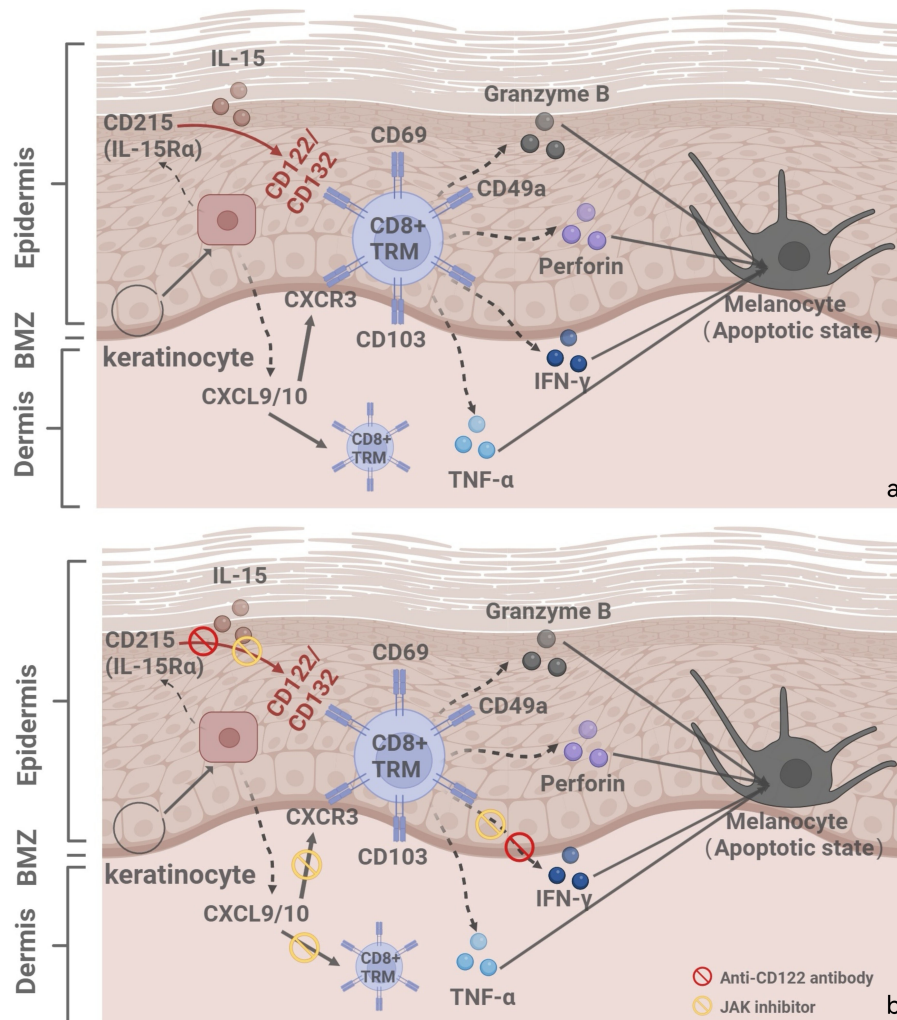 IL-15
Granzyme B
CD215
(IL-15Rα)
CD122/
CD132
CD69
CD49a
CD8+
TRM
Perforin
CXCR3
CD103
Melanocyte
(Apoptotic state)
keratinocyte
IFN-γ
CXCL9/10
CD8+
TRM
TNF-α
Epidermis
BMZ
Dermis
a
IL-15
Granzyme B
CD215
(IL-15Rα)
CD122/
CD132
CD69
CD49a
CD8+
TRM
Perforin
CXCR3
CD103
Melanocyte
(Apoptotic state)
keratinocyte
IFN-γ
CXCL9/10
CD8+
TRM
TNF-α
Epidermis
BMZ
Dermis
Anti-CD122 antibody
JAK inhibitor
b